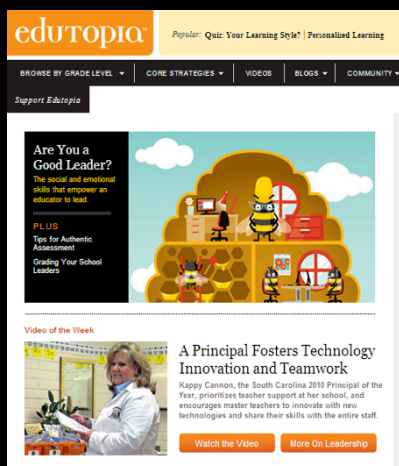 edutopia
Popular: Quiz: Your Learning Style? | Personalized Learning
BROWSE BY GRADE LEVEL CORE STRATEGIES VIDEOS BLOGS COMMUNITY
Support Edutopia
Are You a
Good Leader?
The social and emotional
skills that empower an
educator to lead.
PLUS
Tips for Authentic
Assessment
Grading Your School
Leaders
Video of the Week
A Principal Fosters Technology
Innovation and Teamwork
Kappy Cannon, the South Carolina 2010 Principal of the
Year, prioritizes teacher support at her school, and
encourages master teachers to innovate with new
technologies and share their skills with the entire staff.
Watch the Video More On Leadership